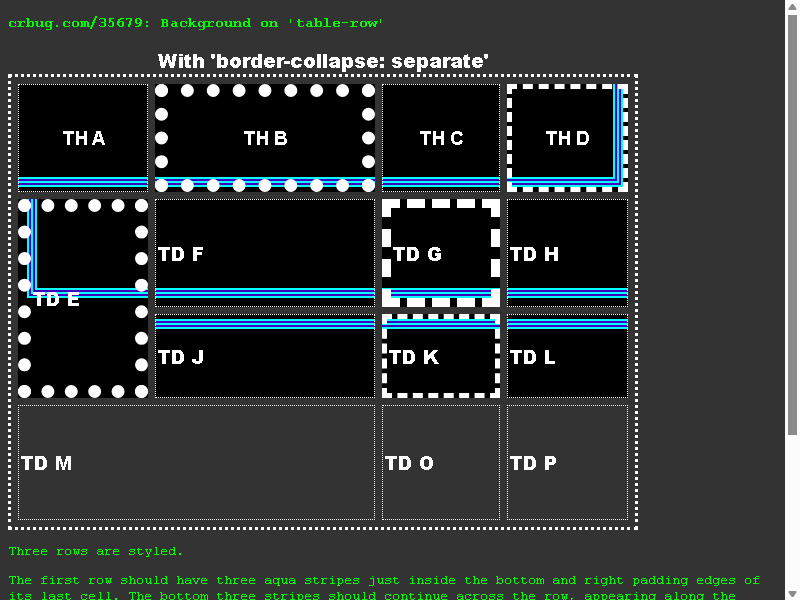 crbug.com/35679: Background on 'table-row'
With 'border-collapse: separate'
TH A TH B TH C TH D
TD F TD G TD H
TD E
TD J TD K TD L
TD M TD O TD P
Three rows are styled.
The first row should have three aqua stripes just inside the bottom and right padding edges of
its last cell. The bottom three stripes should continue across the row, appearing along the